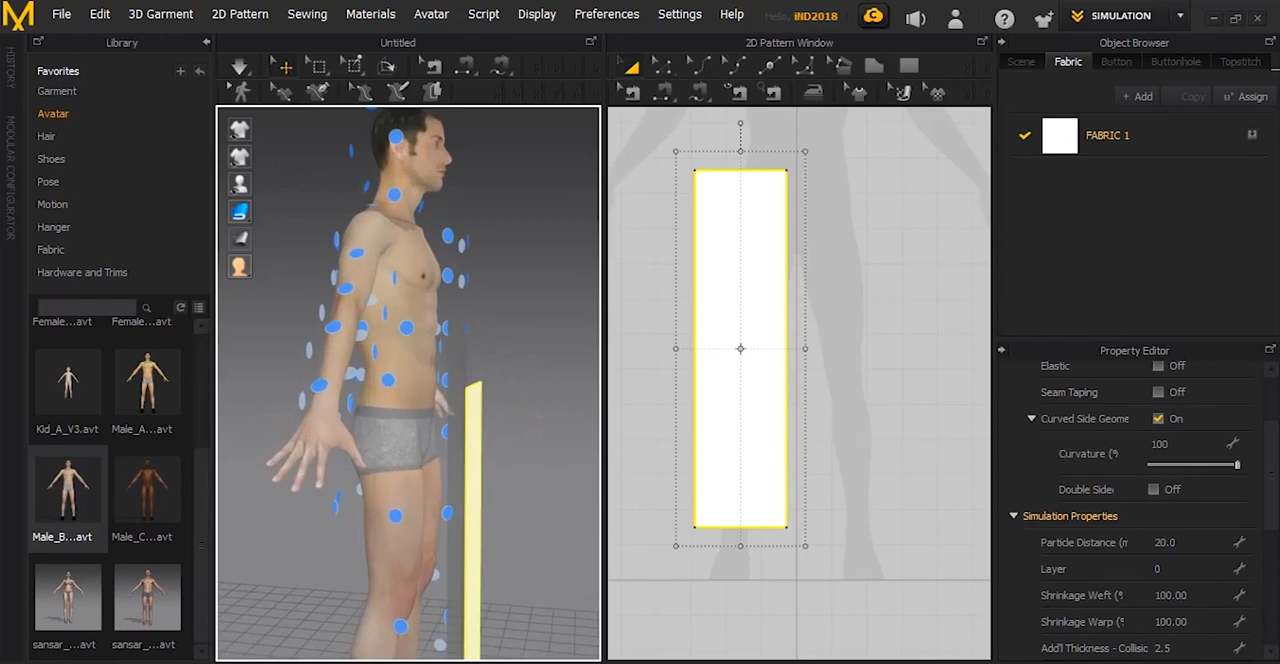 File Edit 3D Garment 2D Pattern Sewing Materials Avatar Script Display Preferences Settings Help Hello, iND2018 SIMULATION
Library Untitled 2D Pattern Window Object Browser
HISTORY
MODULAR CONFIGURATOR
Favorites
Garment
Avatar
Hair
Shoes
Pose
Motion
Hanger
Fabric
Hardware and Trims
Female....avt Female....avt
Kid_A_V3.avt Male_A...avt
Male_B...avt Male_C...avt
sansar_...avt sansar_...avt
Scene Fabric Button Buttonhole Topstitch
+ Add Copy Assign
FABRIC 1
Property Editor
Elastic Off
Seam Taping Off
Curved Side Geome On
Curvature (% 100
Double Side Off
Simulation Properties
Particle Distance (m 20.0
Layer 0
Shrinkage Weft (% 100.00
Shrinkage Warp (% 100.00
Add'l Thickness - Collisic 2.5